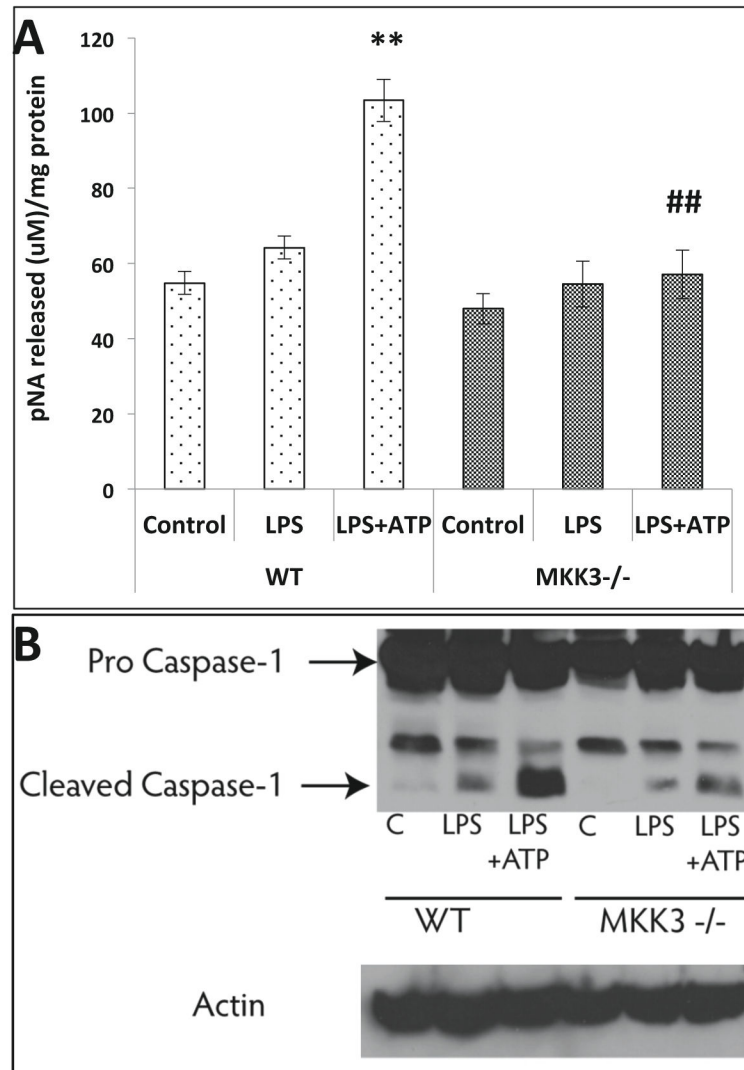 A
120
**
100
80
##
60
40
20
0
pNA released (uM)/mg protein
Control LPS LPS+ATP Control LPS LPS+ATP
WT MKK3-/-
B
Pro Caspase-1
Cleaved Caspase-1
C LPS LPS C LPS LPS
+ATP +ATP
WT MKK3 -/-
Actin